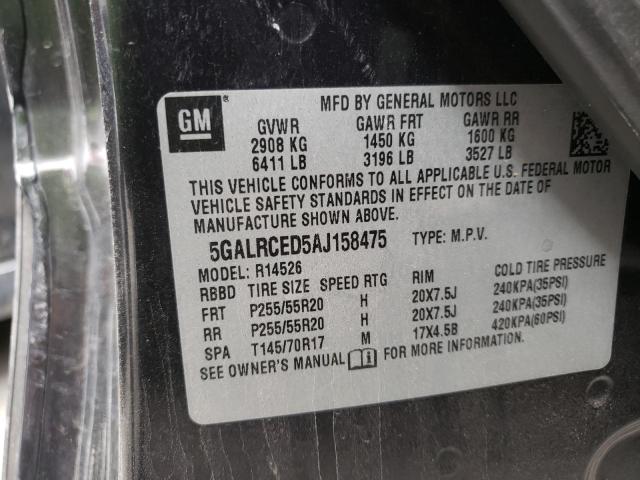 GM
MFD BY GENERAL MOTORS LLC
GVWR GAWR FRT GAWR RR
2908 KG 1450 KG 1600 KG
6411 LB 3196 LB 3527 LB
THIS VEHICLE CONFORMS TO ALL APPLICABLE U.S. FEDERAL MOTOR
VEHICLE SAFETY STANDARDS IN EFFECT ON THE DATE OF
MANUFACTURE SHOWN ABOVE.
5GALRCED5AJ158475 TYPE: M.P.V.
MODEL: R14526
RBBD TIRE SIZE SPEED RTG RIM COLD TIRE PRESSURE
FRT P255/55R20 H 20X7.5J 240KPA(35PSI)
RR P255/55R20 H 20X7.5J 240KPA(35PSI)
SPA T145/70R17 M 17X4.5B 420KPA(60PSI)
SEE OWNER'S MANUAL FOR MORE INFORMATION.